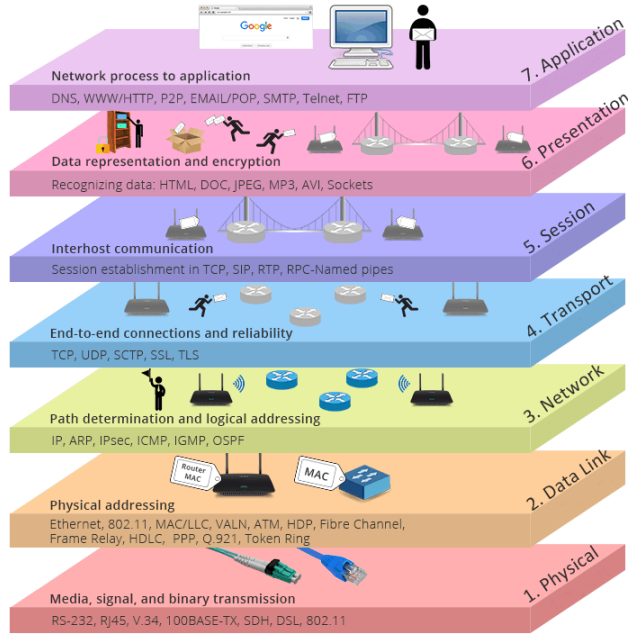 Google
7. Application
Network process to application
DNS, WWW/HTTP, P2P, EMAIL/POP, SMTP, Telnet, FTP
6. Presentation
Data representation and encryption
Recognizing data: HTML, DOC, JPEG, MP3, AVI, Sockets
5. Session
Interhost communication
Session establishment in TCP, SIP, RTP, RPC-Named pipes
4. Transport
End-to-end connections and reliability
TCP, UDP, SCTP, SSL, TLS
3. Network
Path determination and logical addressing
IP, ARP, IPsec, ICMP, IGMP, OSPF
Router
MAC
MAC
2. Data Link
Physical addressing
Ethernet, 802.11, MAC/LLC, VALN, ATM, HDP, Fibre Channel,
Frame Relay, HDLC, PPP, Q.921, Token Ring
1. Physical
Media, signal, and binary transmission
RS-232, RJ45, V.34, 100BASE-TX, SDH, DSL, 802.11